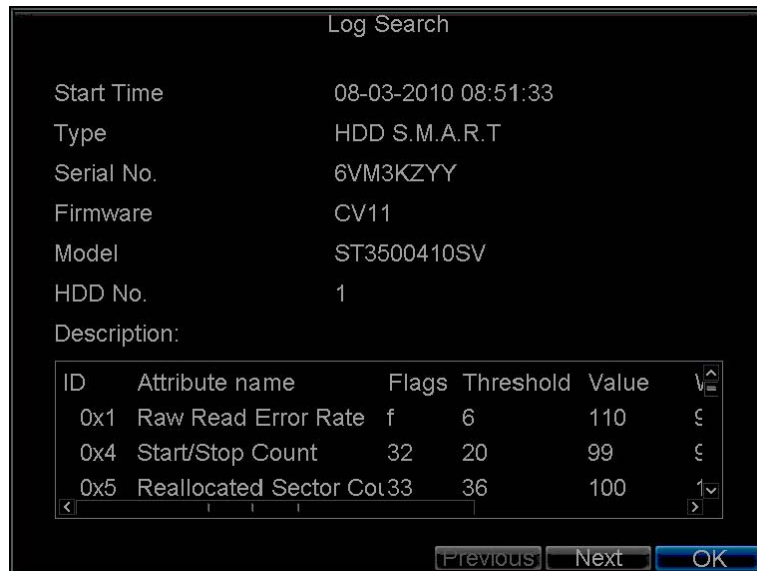 Log Search
Start Time 08-03-2010 08:51:33
Type HDD S.M.A.R.T
Serial No. 6VM3KZYY
Firmware CV11
Model ST3500410SV
HDD No. 1
Description:
ID Attribute name Flags Threshold Value
0x1 Raw Read Error Rate f 6 110
0x4 Start/Stop Count 32 20 99
0x5 Reallocated Sector Cou 33 36 100
Previous Next OK